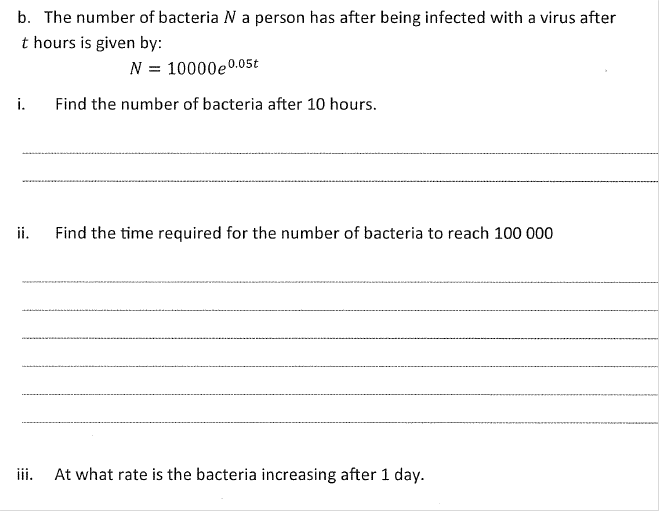 b. The number of bacteria N a person has after being infected with a virus after
t hours is given by:
N = 10000e^{0.05t}
i. Find the number of bacteria after 10 hours.
ii. Find the time required for the number of bacteria to reach 100 000
iii. At what rate is the bacteria increasing after 1 day.